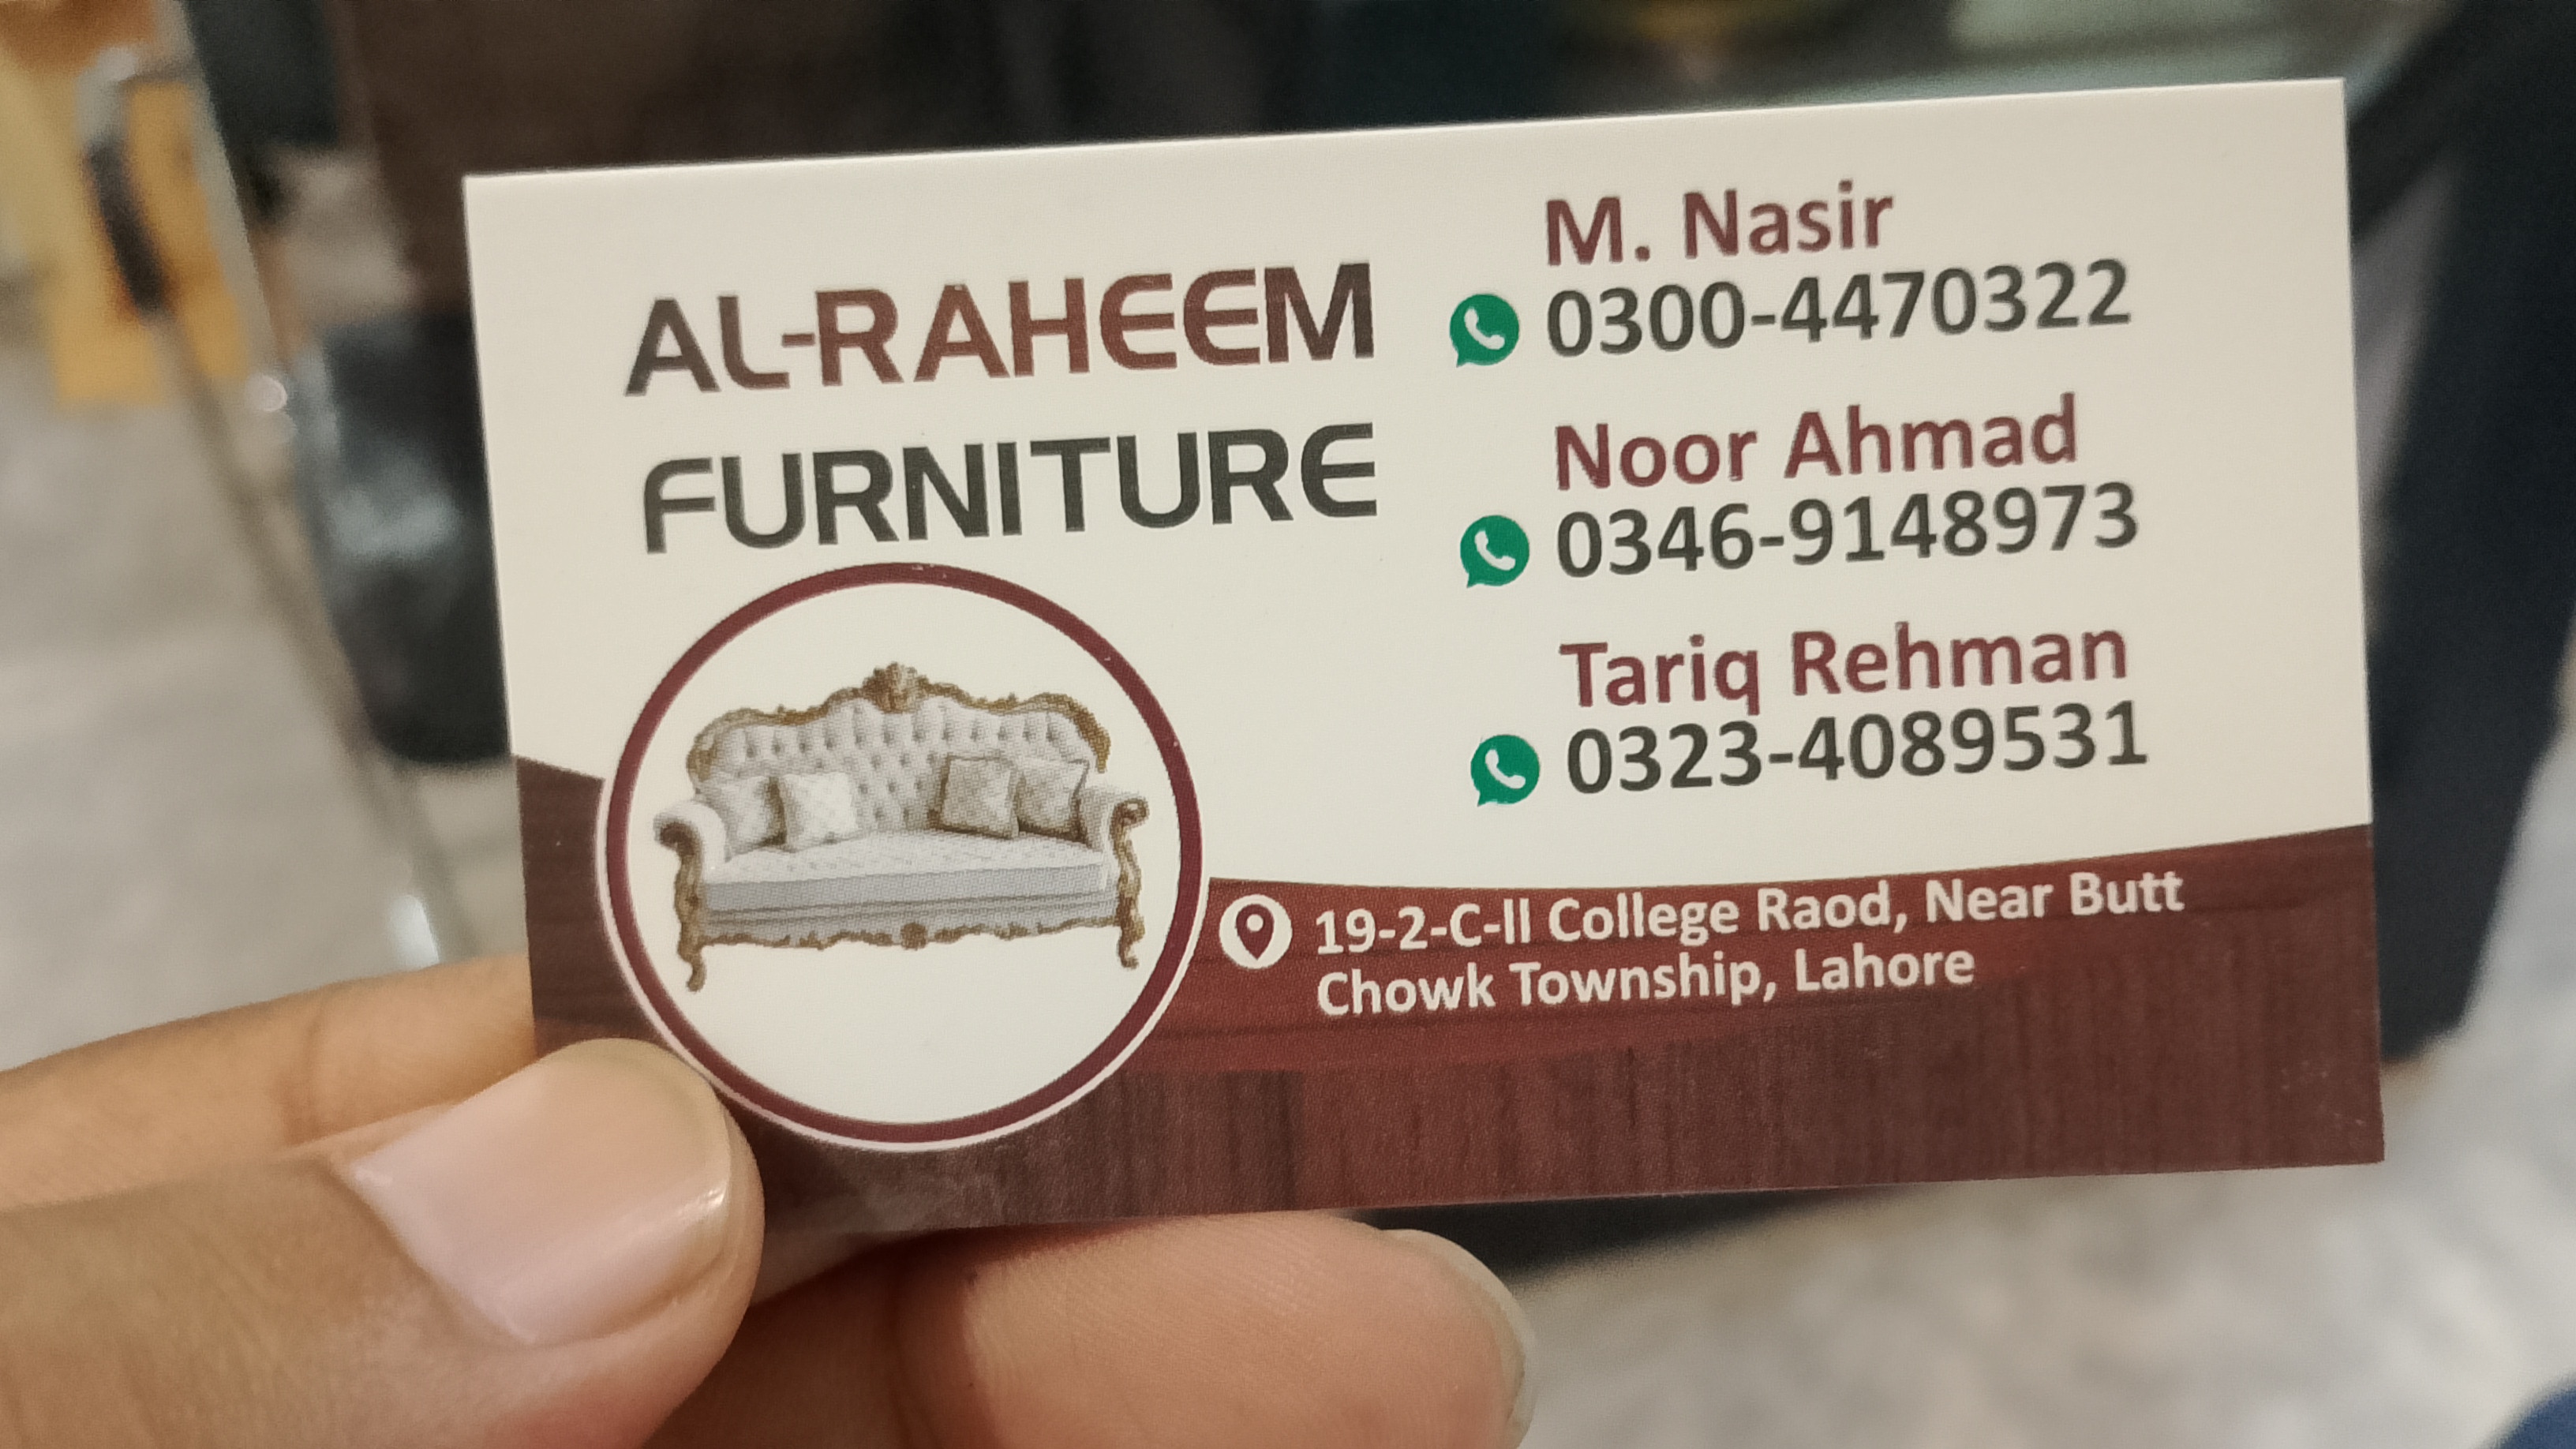 AL-RAHEEM
FURNITURE
M. Nasir
0300-4470322
Noor Ahmad
0346-9148973
Tariq Rehman
0323-4089531
19-2-C-ll College Raod, Near Butt
Chowk Township, Lahore